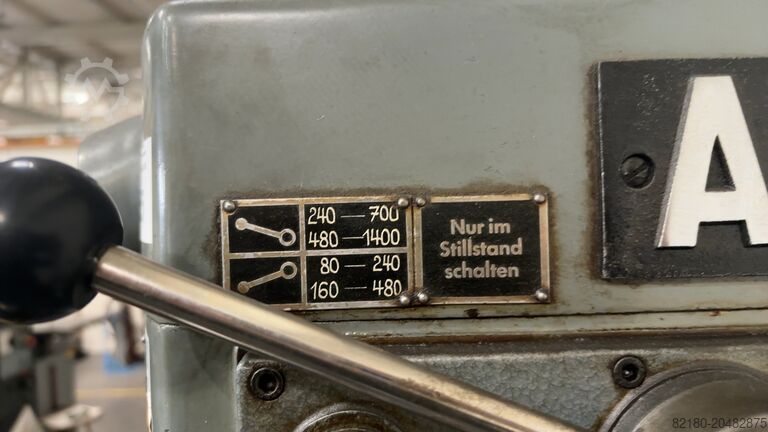 240 — 700
480 — 1400
80 — 240
160 — 480
Nur im
Stillstand
schalten
A
82180-20482875